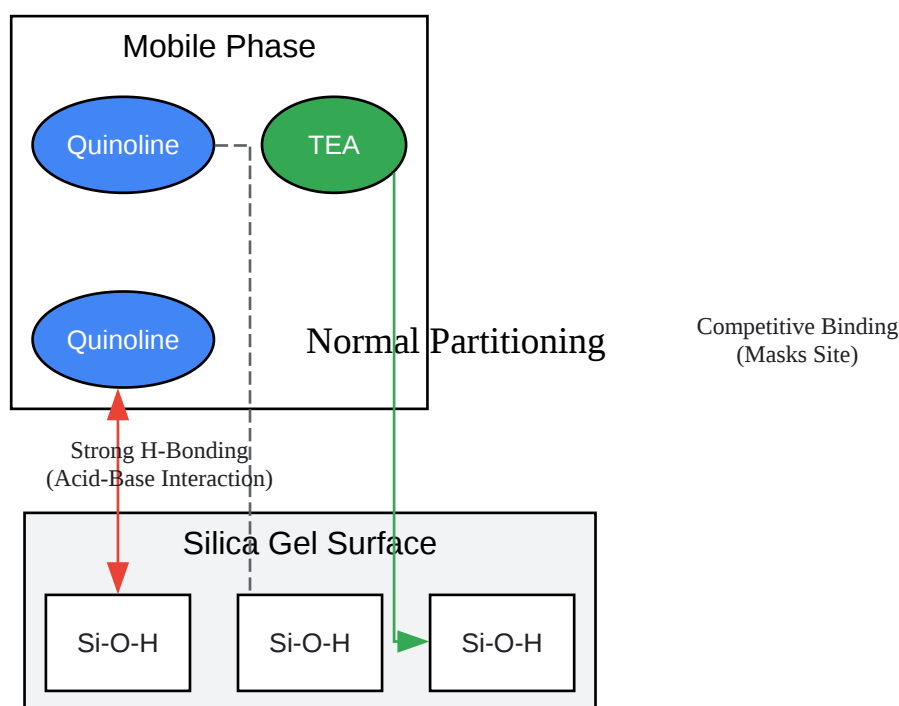 Mobile Phase
Quinoline
TEA
Quinoline
Normal Partitioning
Competitive Binding
(Masks Site)
Strong H-Bonding
(Acid-Base Interaction)
Silica Gel Surface
Si-O-H
Si-O-H
Si-O-H